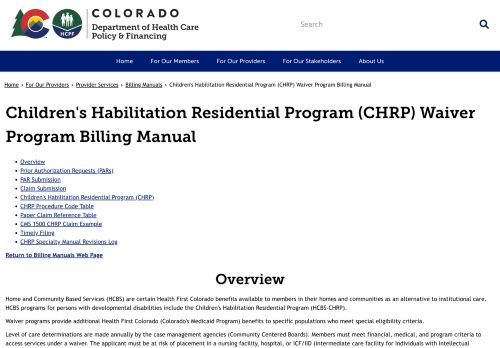 COLORADO
Department of Health Care
Policy & Financing
HCPF
Search
Home
For Our Members
For Our Providers
For Our Stakeholders
About Us
Home › For Our Providers › Provider Services › Billing Manuals › Children's Habilitation Residential Program (CHRP) Waiver Program Billing Manual
Children's Habilitation Residential Program (CHRP) Waiver
Program Billing Manual
Overview
Prior Authorization Requests (PARs)
PAR Submission
Claim Submission
Children's Habilitation Residential Program (CHRP)
CHRP Procedure Code Table
Paper Claim Reference Table
CMS 1500 CHRP Claim Example
Timely Filing
CHRP Specialty Manual Revisions Log
Return to Billing Manuals Web Page
Overview
Home and Community Based Services (HCBS) are certain Health First Colorado benefits available to members in their homes and communities as an alternative to institutional care.
HCBS programs for persons with developmental disabilities include the Children's Habilitation Residential Program (HCBS-CHRP).
Waiver programs provide additional Health First Colorado (Colorado's Medicaid Program) benefits to specific populations who meet special eligibility criteria.
Level of care determinations are made annually by the case management agencies (Community Centered Boards). Members must meet financial, medical, and program criteria to
access services under a waiver. The applicant must be at risk of placement in a nursing facility, hospital, or ICF/IID (intermediate care facility for Individuals with Intellectual